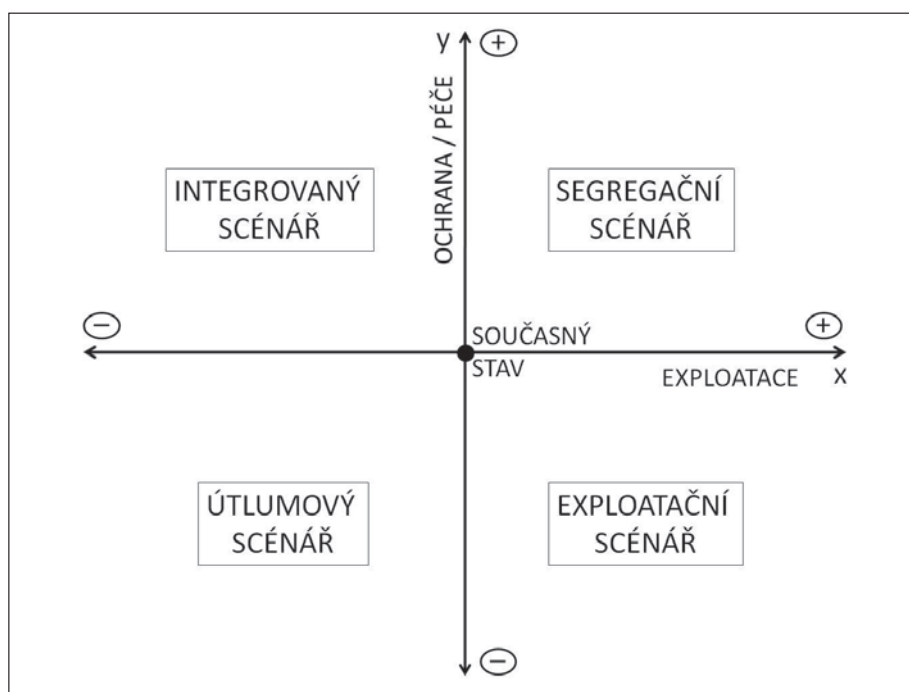 y +
OCHRANA / PÉČE
INTEGROVANÝ
SCÉNÁŘ
SEGREGAČNÍ
SCÉNÁŘ
−
SOUČASNÝ
STAV
+
EXPLOATACE x
ÚTLUMOVÝ
SCÉNÁŘ
EXPLOATAČNÍ
SCÉNÁŘ
−